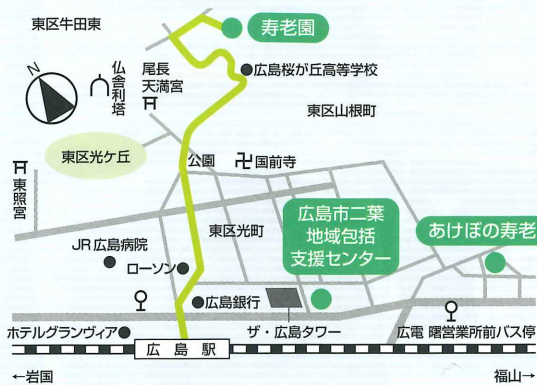 東区牛田東
寿老園
N
仏舎利塔
尾長
天満宮
広島桜が丘高等学校
東区山根町
東区光ケ丘
公園
国前寺
東照宮
東区光町
広島市二葉
地域包括
支援センター
あけぼの寿老
JR広島病院
ローソン
広島銀行
ホテルグランヴィア
ザ・広島タワー
広電 曙営業所前バス停
広島駅
←岩国
福山→